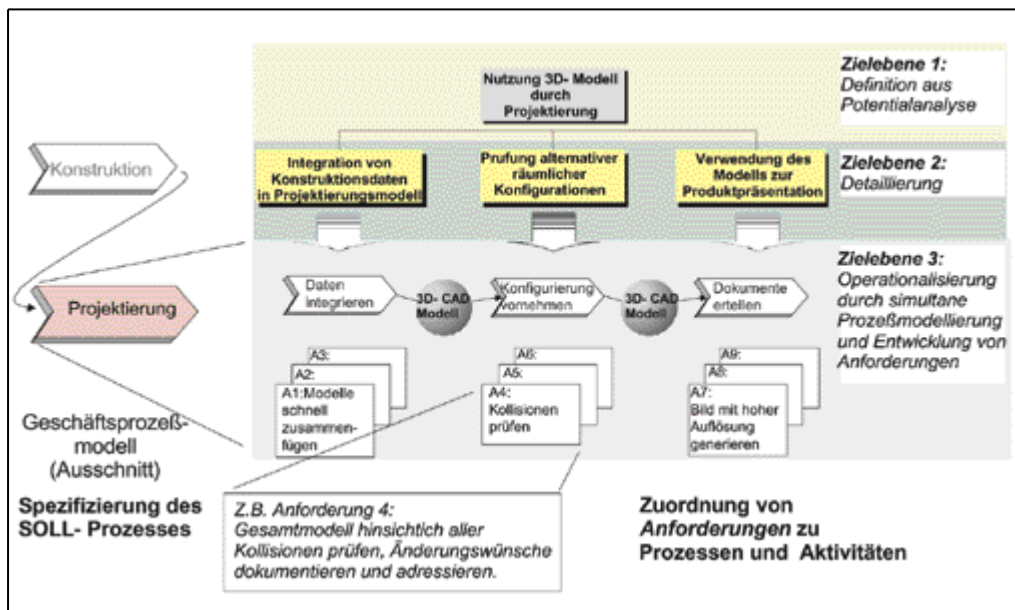 Nutzung 3D- Modell
durch
Projektierung
Zielebene 1:
Definition aus
Potentialanalyse
Konstruktion
Integration von
Konstruktionsdaten
in Projektierungsmodell
Prufung alternativer
räumlicher
Konfigurationen
Verwendung des
Modells zur
Produktpräsentation
Zielebene 2:
Detaillierung
Projektierung
Daten
integrieren
3D- CAD
Modell
Konfigurierung
vornehmen
3D- CAD
Modell
Dokumente
ertellen
Zielebene 3:
Operationalisierung
durch simultane
Prozeßmodellierung
und Entwicklung von
Anforderungen
A3:
A2:
A1:Modelle
schnell
zusammen-
fügen
A6:
A5:
A4:
Kollisionen
prüfen
A9:
A8:
A7:
Bild mit hoher
Auflösung
generieren
Geschäftsprozeß-
modell
(Ausschnitt)
Spezifizierung des
SOLL- Prozesses
Z.B. Anforderung 4:
Gesamtmodell hinsichtich aller
Kollisionen prüfen, Änderungswünsche
dokumentieren und adressieren.
Zuordnung von
Anforderungen zu
Prozessen und Aktivitäten